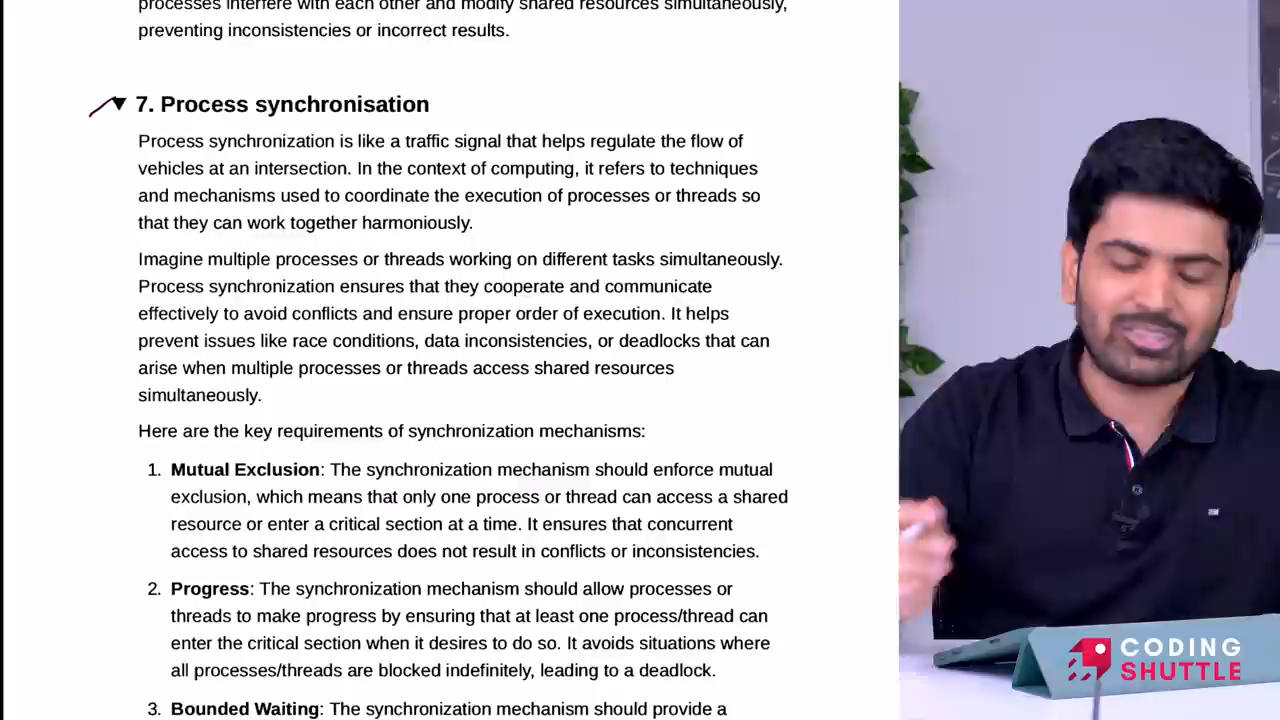 processes interfere with each other and modify shared resources simultaneously,
preventing inconsistencies or incorrect results.
7. Process synchronisation
Process synchronization is like a traffic signal that helps regulate the flow of
vehicles at an intersection. In the context of computing, it refers to techniques
and mechanisms used to coordinate the execution of processes or threads so
that they can work together harmoniously.
Imagine multiple processes or threads working on different tasks simultaneously.
Process synchronization ensures that they cooperate and communicate
effectively to avoid conflicts and ensure proper order of execution. It helps
prevent issues like race conditions, data inconsistencies, or deadlocks that can
arise when multiple processes or threads access shared resources
simultaneously.
Here are the key requirements of synchronization mechanisms:
1. Mutual Exclusion: The synchronization mechanism should enforce mutual
exclusion, which means that only one process or thread can access a shared
resource or enter a critical section at a time. It ensures that concurrent
access to shared resources does not result in conflicts or inconsistencies.
2. Progress: The synchronization mechanism should allow processes or
threads to make progress by ensuring that at least one process/thread can
enter the critical section when it desires to do so. It avoids situations where
all processes/threads are blocked indefinitely, leading to a deadlock.
3. Bounded Waiting: The synchronization mechanism should provide a
CODING
SHUTTLE